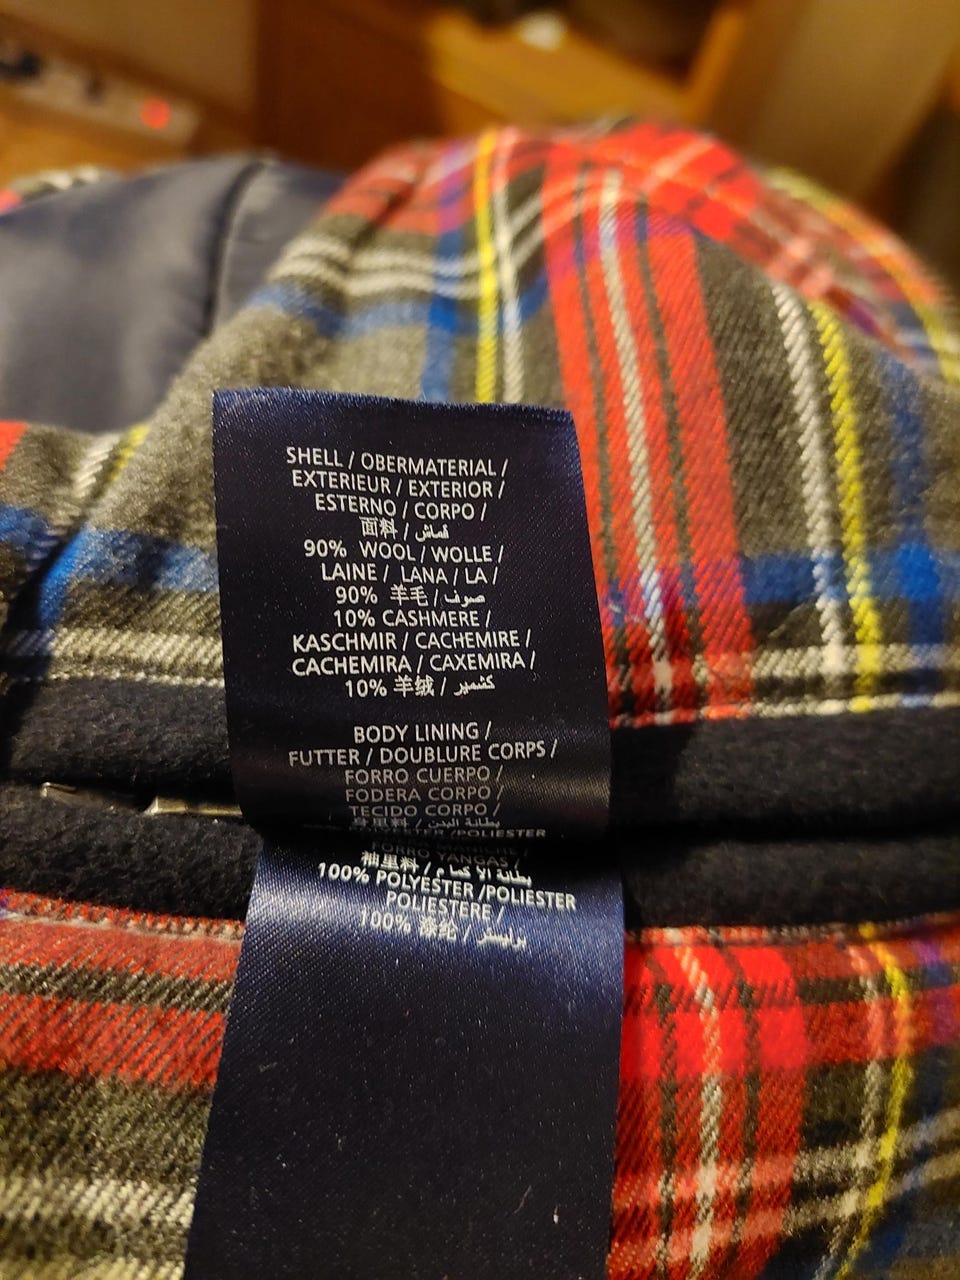 SHELL / OBERMATERIAL /
EXTERIEUR / EXTERIOR /
ESTERNO / CORPO /
面料 / قماش
90% WOOL / WOLLE /
LAINE / LANA / LA /
90% 羊毛 / صوف
10% CASHMERE /
KASCHMIR / CACHEMIRE /
CACHEMIRA / CAXEMIRA /
10% 羊绒 / كشمير
BODY LINING /
FUTTER / DOUBLURE CORPS /
FORRO CUERPO /
FODERA CORPO /
TECIDO CORPO /
身里料 / بطانة البدن
POLYESTER /POLIESTER
FORRO YANGAS /
袖里料 / بطانة الأكمام
100% POLYESTER /POLIESTER
POLIESTERE /
100% 涤纶 / بوليستر